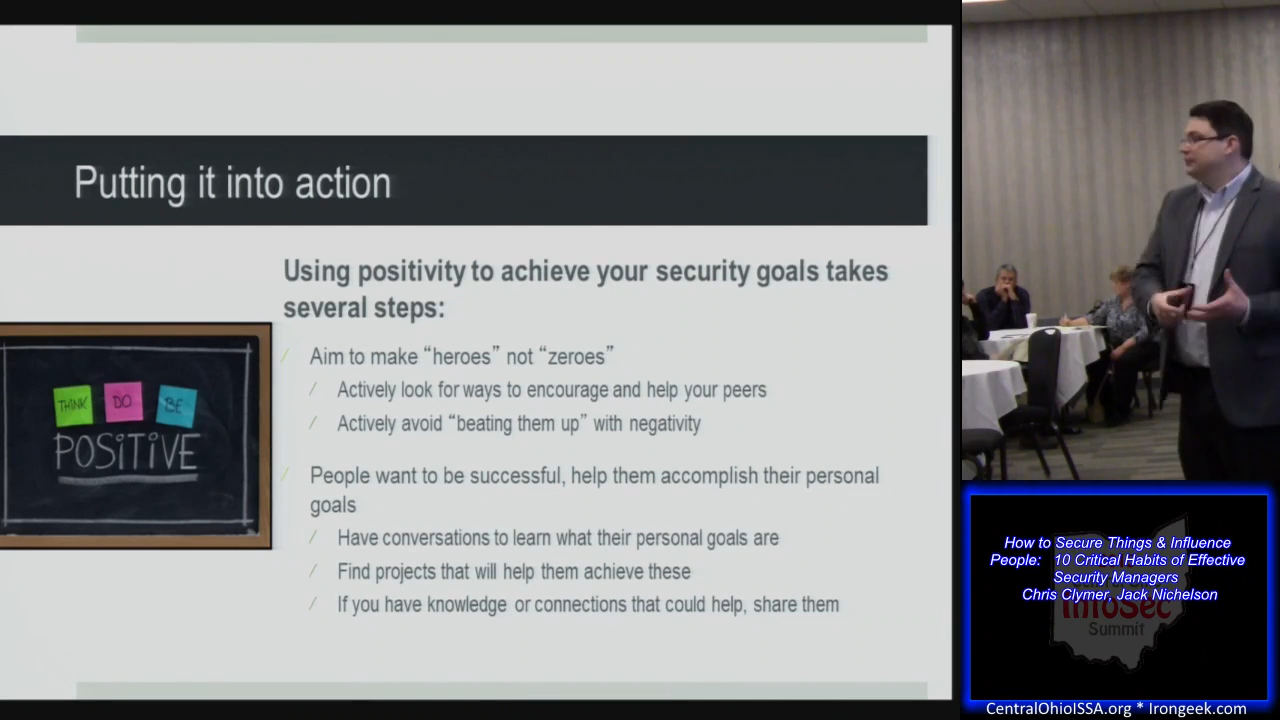 Putting it into action
Using positivity to achieve your security goals takes
several steps:
Aim to make “heroes” not “zeroes”
Actively look for ways to encourage and help your peers
Actively avoid “beating them up” with negativity
People want to be successful, help them accomplish their personal
goals
Have conversations to learn what their personal goals are
Find projects that will help them achieve these
If you have knowledge or connections that could help, share them
THINK DO BE
POSITIVE
How to Secure Things & Influence
People: 10 Critical Habits of Effective
Security Managers
Chris Clymer, Jack Nichelson
InfoSec
Summit
CentralOhioISSA.org * Irongeek.com